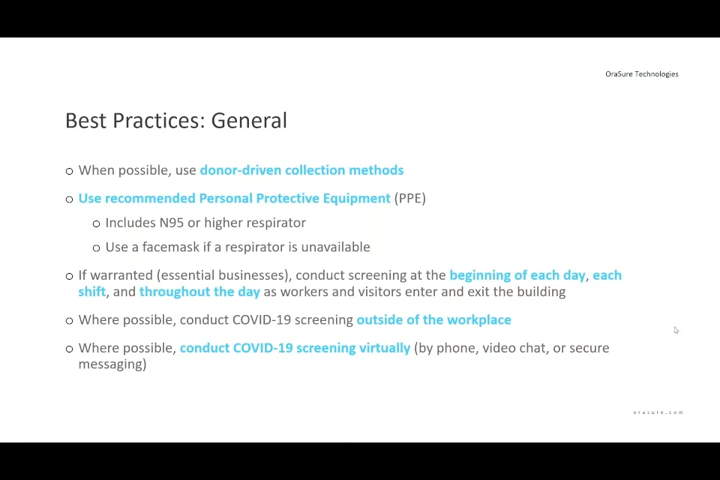 OraSure Technologies
Best Practices: General
o When possible, use donor-driven collection methods
o Use recommended Personal Protective Equipment (PPE)
o Includes N95 or higher respirator
o Use a facemask if a respirator is unavailable
o If warranted (essential businesses), conduct screening at the beginning of each day, each
shift, and throughout the day as workers and visitors enter and exit the building
o Where possible, conduct COVID-19 screening outside of the workplace
o Where possible, conduct COVID-19 screening virtually (by phone, video chat, or secure
messaging)
orasure.com